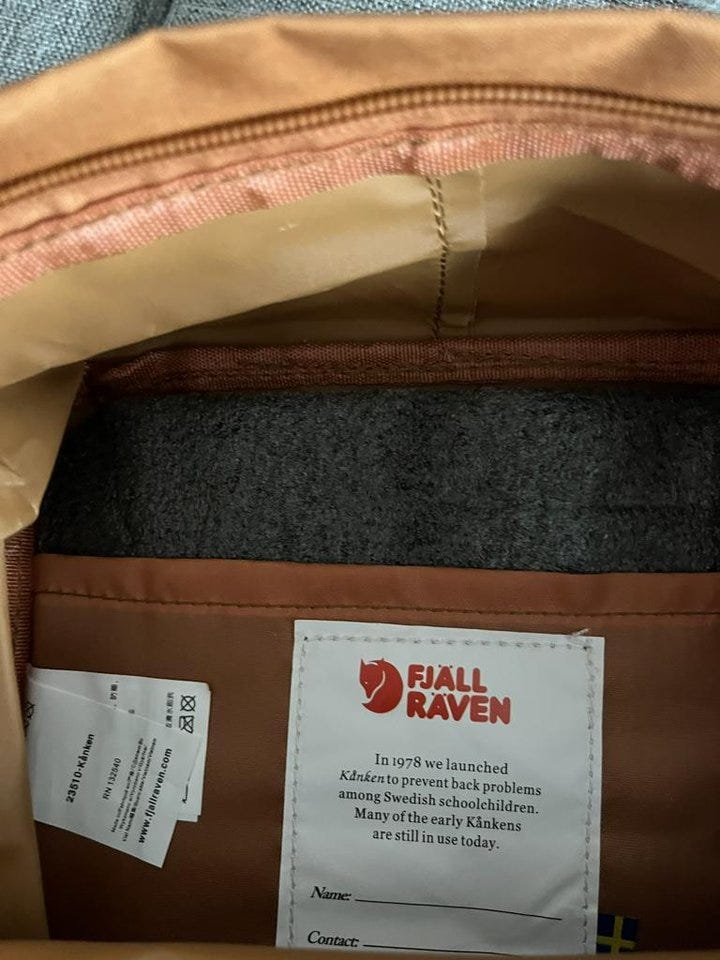 FJÄLL
RÄVEN
In 1978 we launched
Kånken to prevent back problems
among Swedish schoolchildren.
Many of the early Kånkens
are still in use today.
Name:
Contact:
23510-Kånken
RN 132540
www.fjallraven.com